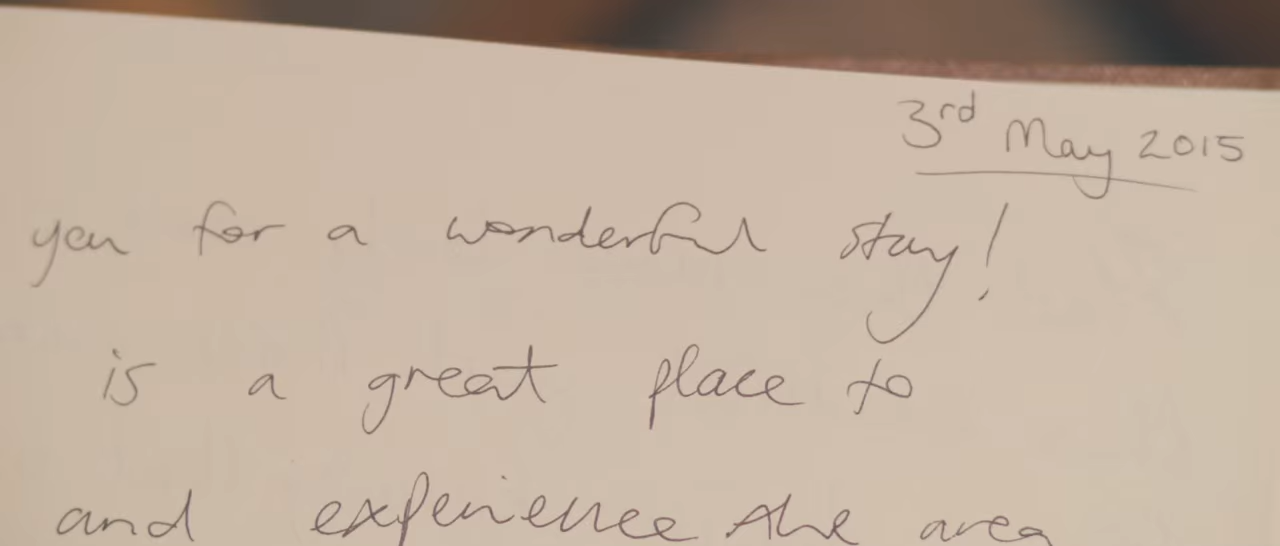 3rd May 2015
you for a wonderful stay!
is a great place to
and experience the area